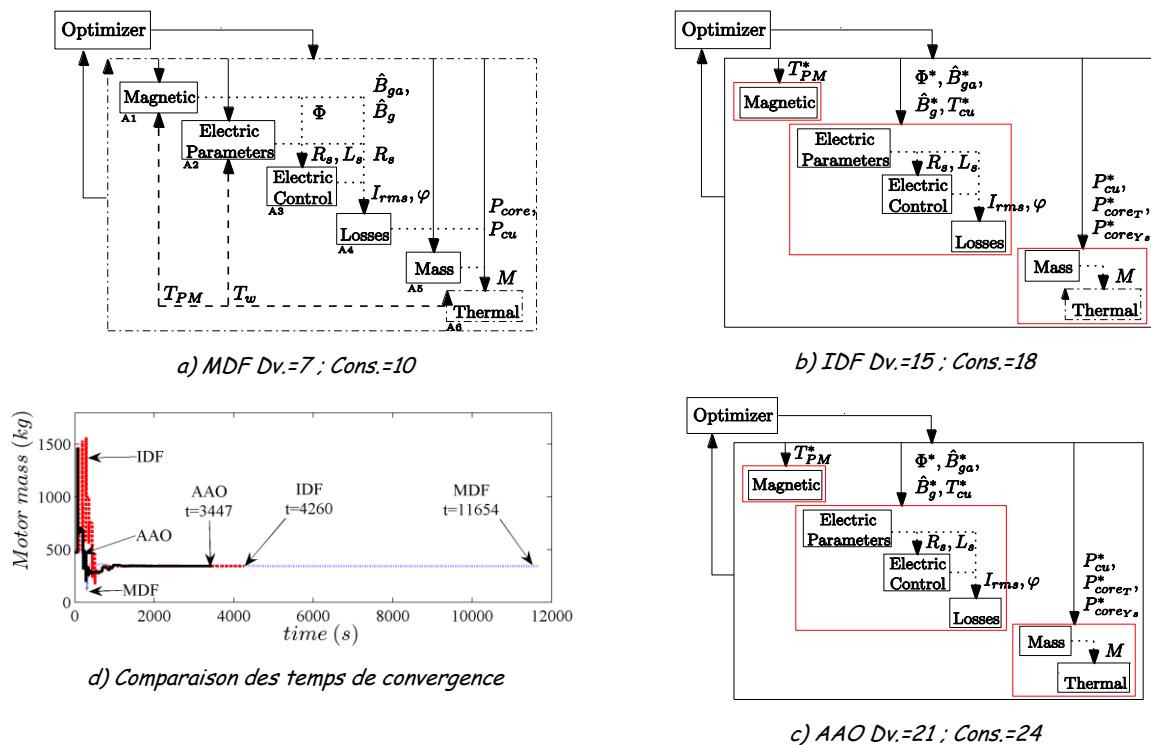 Optimizer
Magnetic
A1
B̂ga,
B̂g
Φ
Electric
Parameters
A2
Rs, Ls
Rs
Electric
Control
A3
Irms, φ
Losses
A4
Pcore,
Pcu
Mass
A5
M
TPM
Tw
Thermal
A6
a) MDF Dv.=7 ; Cons.=10
Optimizer
T*PM
Magnetic
Φ*, B̂*ga,
B̂*g, T*cu
Electric
Parameters
Rs, Ls
Electric
Control
Irms, φ
Losses
P*cu,
P*coreT,
P*coreYs
Mass
M
Thermal
b) IDF Dv.=15 ; Cons.=18
Motor mass (kg)
1500
1000
500
0
IDF
AAO
MDF
AAO
t=3447
IDF
t=4260
MDF
t=11654
0 2000 4000 6000 8000 10000 12000
time (s)
d) Comparaison des temps de convergence
Optimizer
T*PM
Magnetic
Φ*, B̂*ga,
B̂*g, T*cu
Electric
Parameters
Rs, Ls
Electric
Control
Irms, φ
Losses
P*cu,
P*coreT,
P*coreYs
Mass
M
Thermal
c) AAO Dv.=21 ; Cons.=24